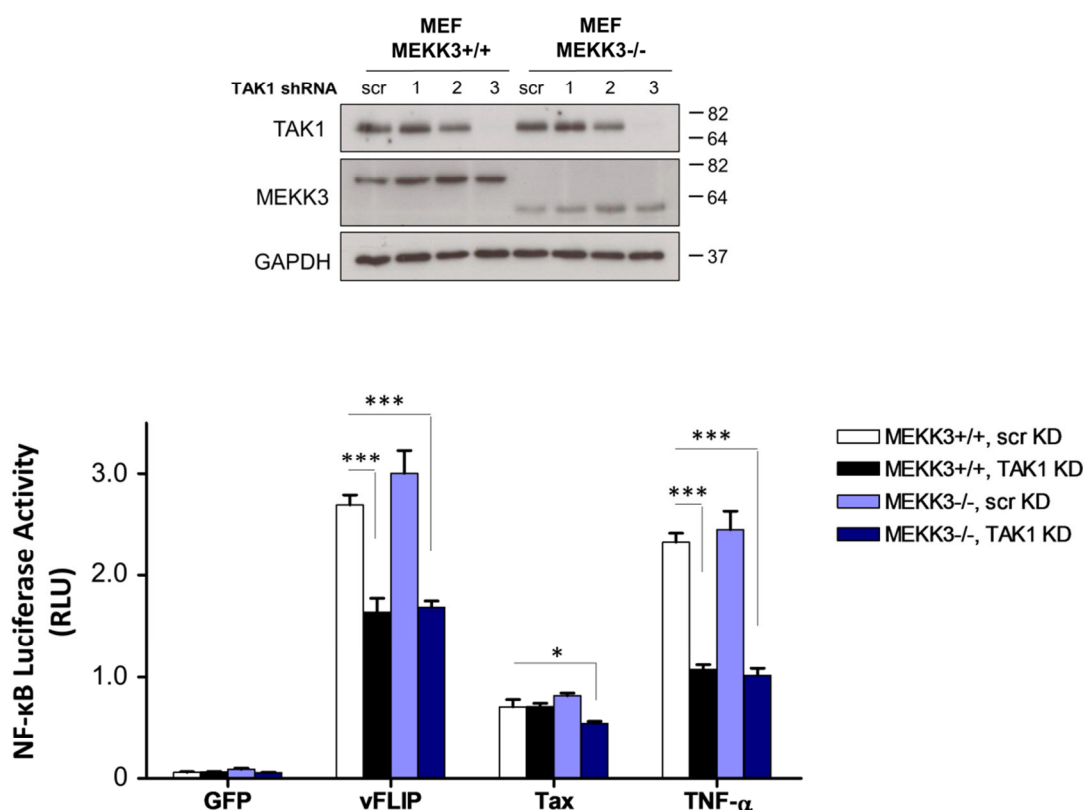 MEF MEF
MEKK3+/+ MEKK3-/-
TAK1 shRNA scr 1 2 3 scr 1 2 3
TAK1
82
64
MEKK3
82
64
GAPDH
37
NF-κB Luciferase Activity
(RLU)
3.0
2.0
1.0
0
***
***
*
***
***
MEKK3+/+, scr KD
MEKK3+/+, TAK1 KD
MEKK3-/-, scr KD
MEKK3-/-, TAK1 KD
GFP vFLIP Tax TNF-α